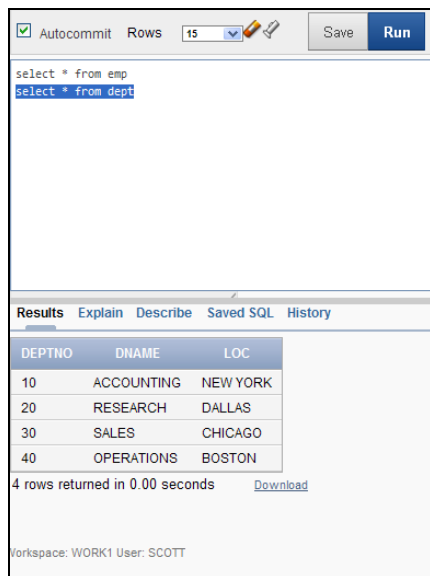 Autocommit Rows 15 Save Run
select * from emp
select * from dept
Results Explain Describe Saved SQL History
DEPTNO DNAME LOC
10 ACCOUNTING NEW YORK
20 RESEARCH DALLAS
30 SALES CHICAGO
40 OPERATIONS BOSTON
4 rows returned in 0.00 seconds Download
Workspace: WORK1 User: SCOTT